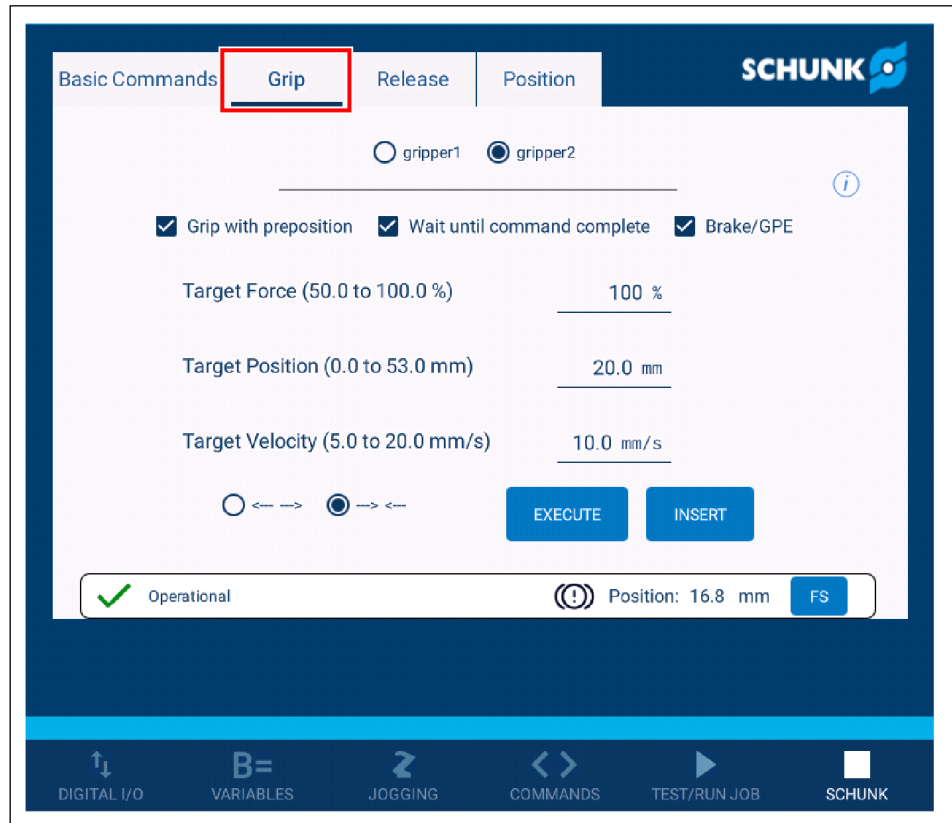 Basic Commands Grip Release Position SCHUNK
gripper1 gripper2
i
Grip with preposition Wait until command complete Brake/GPE
Target Force (50.0 to 100.0 %) 100 %
Target Position (0.0 to 53.0 mm) 20.0 mm
Target Velocity (5.0 to 20.0 mm/s) 10.0 mm/s
<-- --> --> <-- EXECUTE INSERT
Operational (!) Position: 16.8 mm FS
B=
DIGITAL I/O VARIABLES JOGGING COMMANDS TEST/RUN JOB SCHUNK